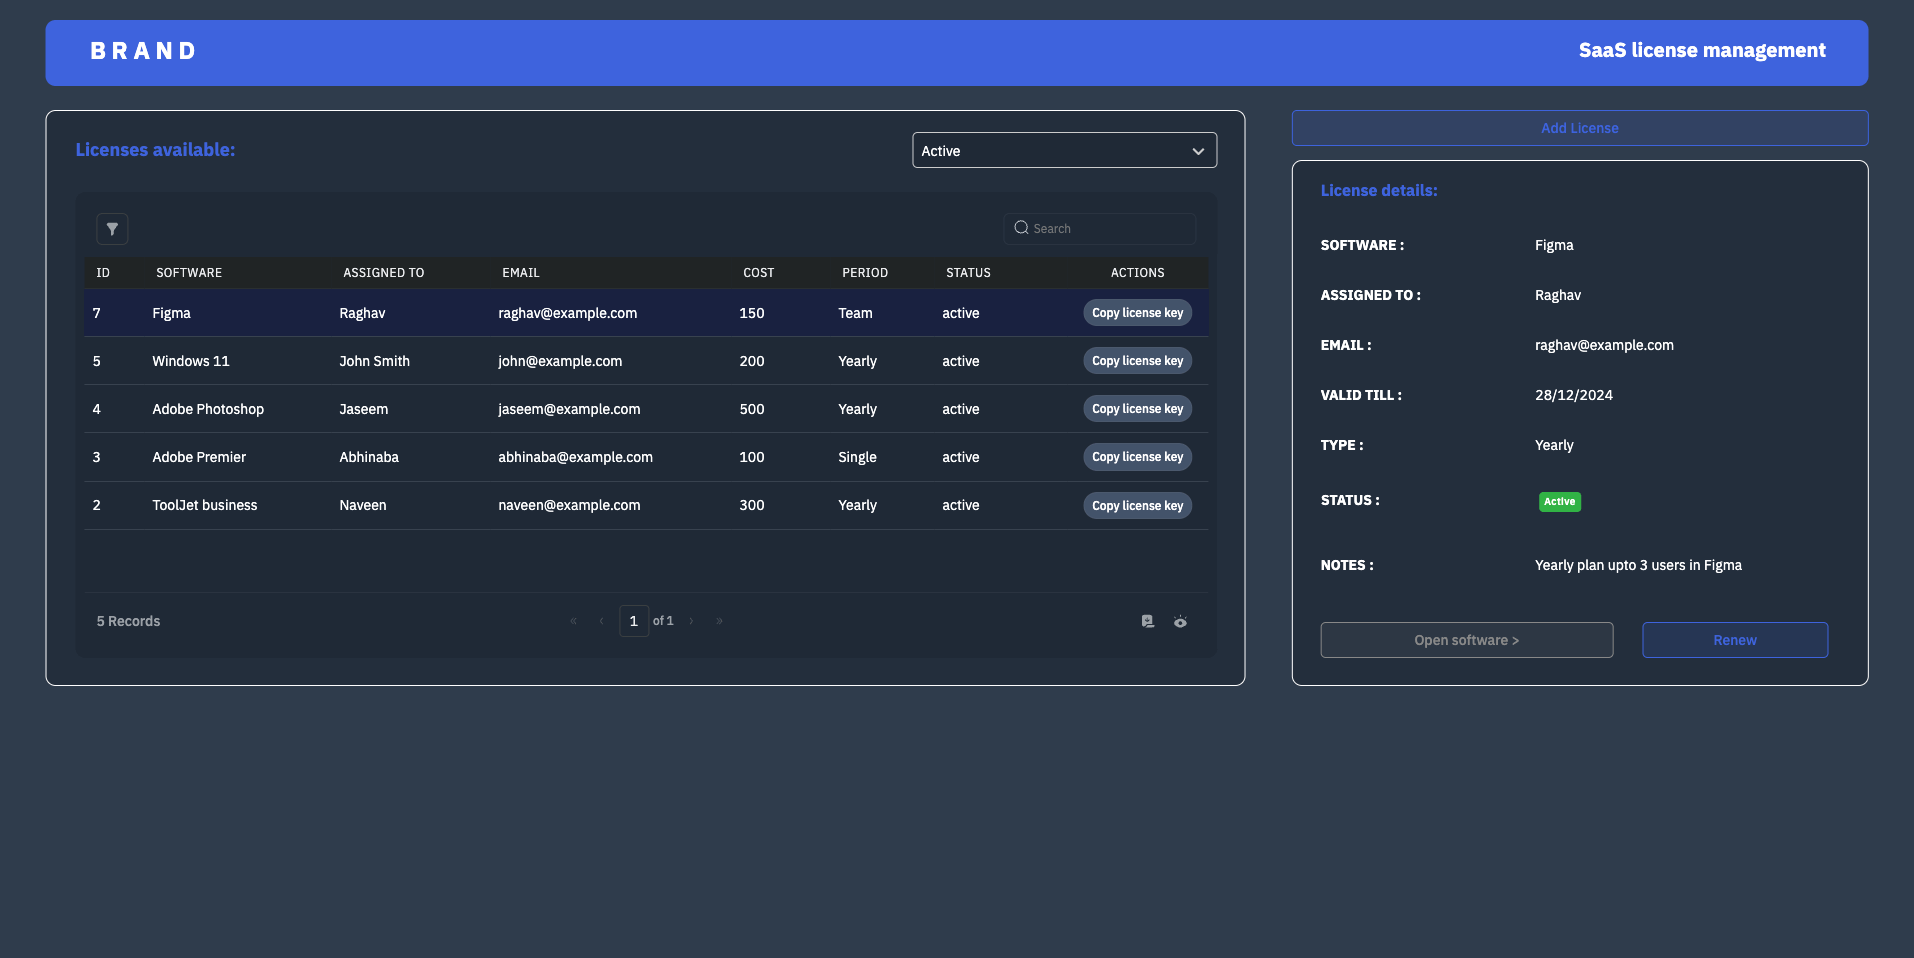 BRAND
SaaS license management
Licenses available:
Active
Search
ID SOFTWARE ASSIGNED TO EMAIL COST PERIOD STATUS ACTIONS
7 Figma Raghav raghav@example.com 150 Team active Copy license key
5 Windows 11 John Smith john@example.com 200 Yearly active Copy license key
4 Adobe Photoshop Jaseem jaseem@example.com 500 Yearly active Copy license key
3 Adobe Premier Abhinaba abhinaba@example.com 100 Single active Copy license key
2 ToolJet business Naveen naveen@example.com 300 Yearly active Copy license key
5 Records
« ‹ 1 of 1 › »
Add License
License details:
SOFTWARE : Figma
ASSIGNED TO : Raghav
EMAIL : raghav@example.com
VALID TILL : 28/12/2024
TYPE : Yearly
STATUS : Active
NOTES : Yearly plan upto 3 users in Figma
Open software >
Renew